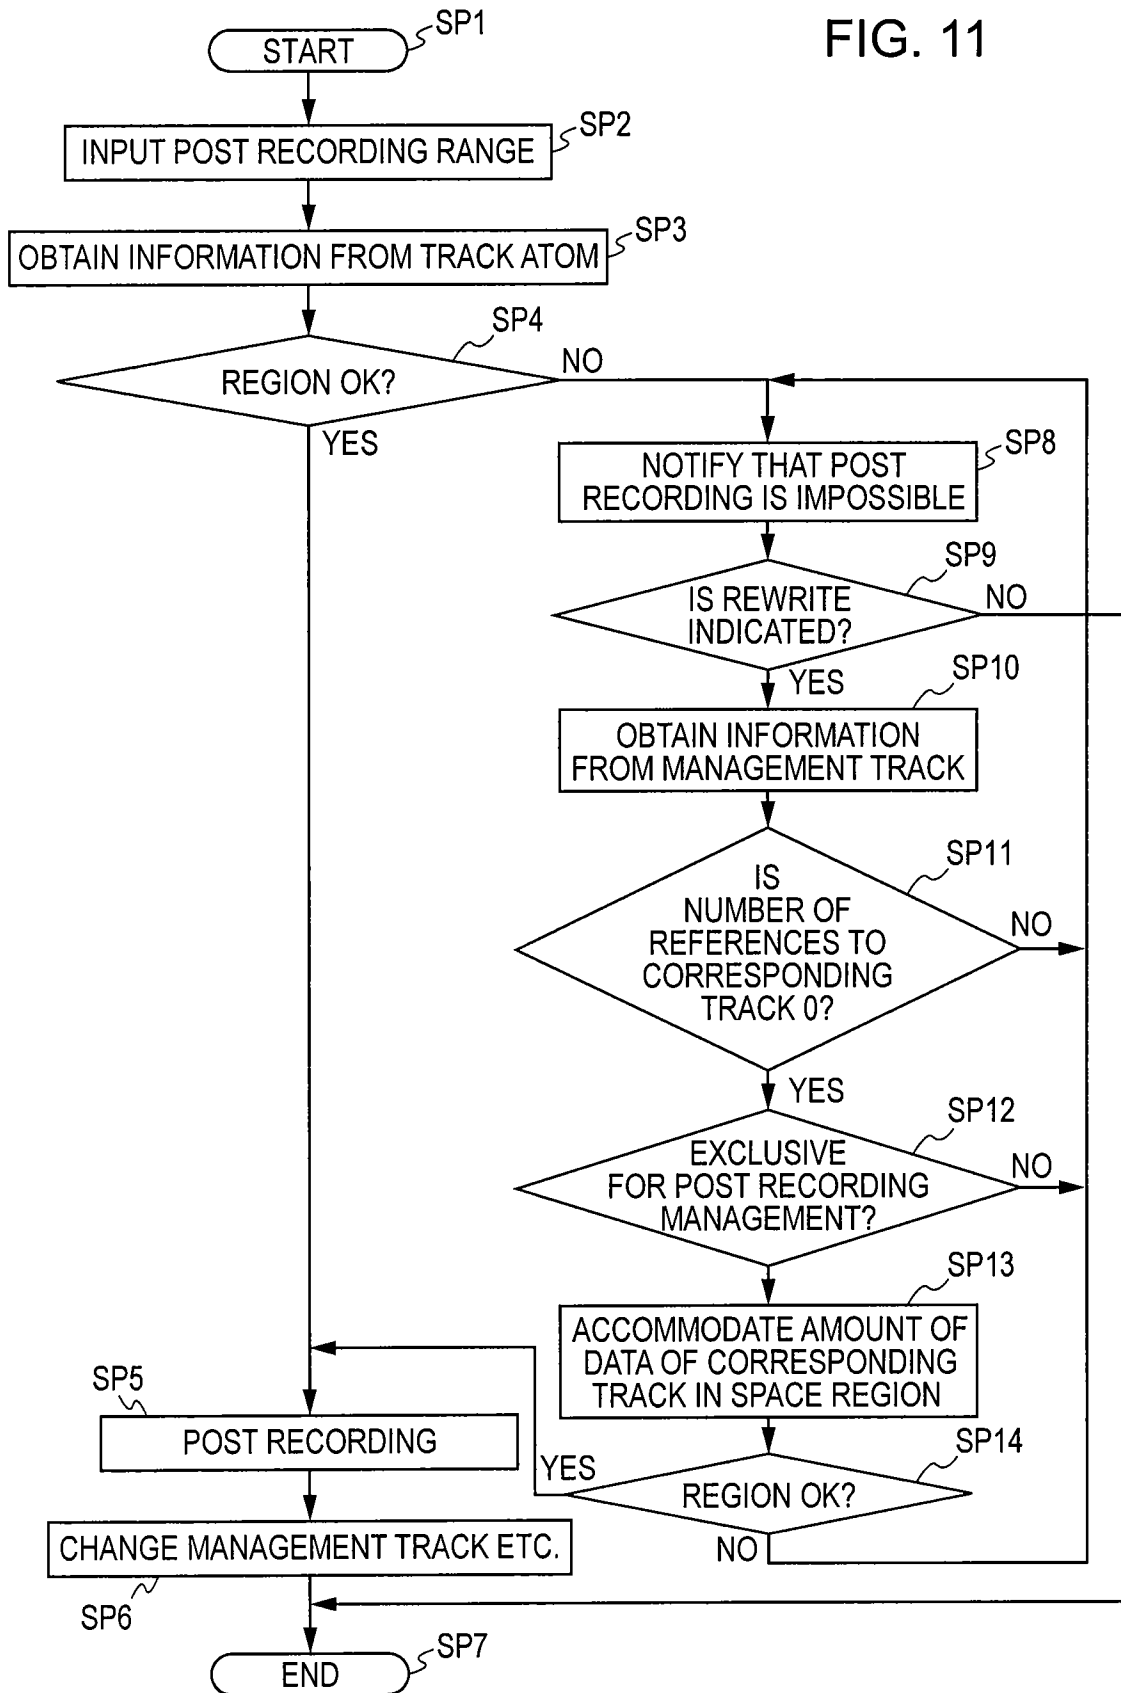 FIG. 11
SP1
START
SP2
INPUT POST RECORDING RANGE
SP3
OBTAIN INFORMATION FROM TRACK ATOM
SP4
REGION OK?
NO
YES
SP8
NOTIFY THAT POST
RECORDING IS IMPOSSIBLE
SP9
IS REWRITE
INDICATED?
NO
YES
SP10
OBTAIN INFORMATION
FROM MANAGEMENT TRACK
SP11
IS
NUMBER OF
REFERENCES TO
CORRESPONDING
TRACK 0?
NO
YES
SP12
EXCLUSIVE
FOR POST RECORDING
MANAGEMENT?
NO
SP13
ACCOMMODATE AMOUNT OF
DATA OF CORRESPONDING
TRACK IN SPACE REGION
SP14
REGION OK?
YES
NO
SP5
POST RECORDING
CHANGE MANAGEMENT TRACK ETC.
SP6
SP7
END